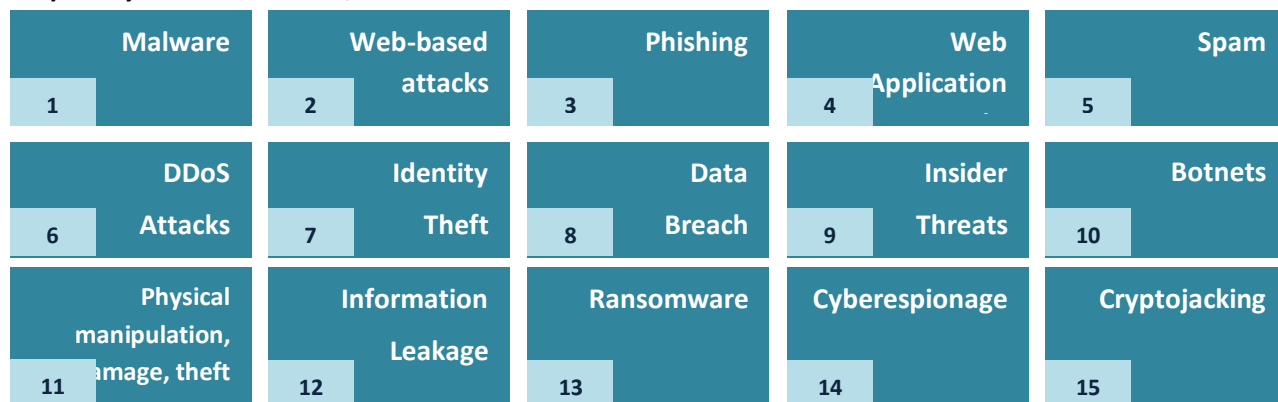 Malware
1
Web-based
attacks
2
Phishing
3
Web
Application
4
Spam
5
DDoS
Attacks
6
Identity
Theft
7
Data
Breach
8
Insider
Threats
9
Botnets
10
Physical
manipulation,
amage, theft
11
Information
Leakage
12
Ransomware
13
Cyberespionage
14
Cryptojacking
15